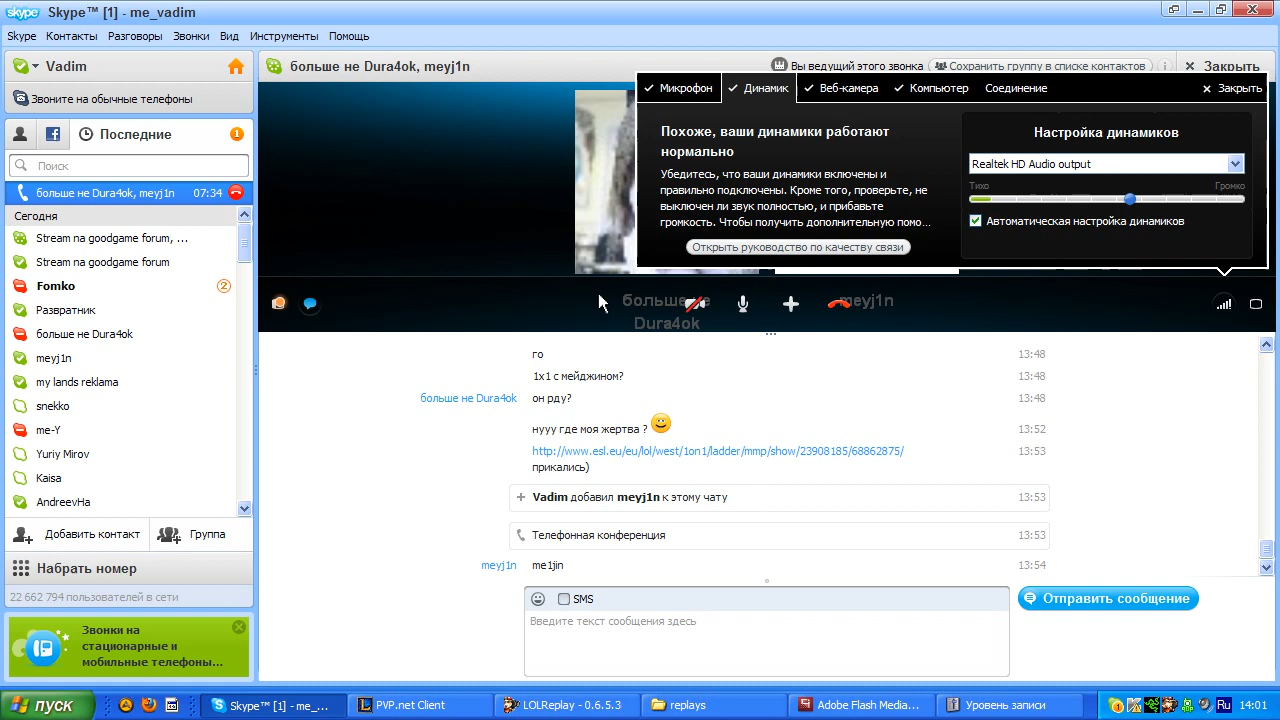 Skype™ [1] - me_vadim
Skype Контакты Разговоры Звонки Вид Инструменты Помощь
Vadim
Звоните на обычные телефоны
Последние 1
Поиск
больше не Dura4ok, meyj1n 07:34
Сегодня
Stream na goodgame forum, ...
Stream na goodgame forum
Fomko 2
Развратник
больше не Dura4ok
meyj1n
my lands reklama
snekko
me-Y
Yuriy Mirov
Kaisa
AndreevHa
Добавить контакт Группа
Набрать номер
22 662 794 пользователей в сети
Звонки на
стационарные и
мобильные телефоны...
больше не Dura4ok, meyj1n
Вы ведущий этого звонка Сохранить группу в списке контактов Закрыть
Микрофон Динамик Веб-камера Компьютер Соединение Закрыть
Похоже, ваши динамики работают
нормально
Убедитесь, что ваши динамики включены и
правильно подключены. Кроме того, проверьте, не
выключен ли звук полностью, и прибавьте
громкость. Чтобы получить дополнительную помо...
Открыть руководство по качеству связи
Настройка динамиков
Realtek HD Audio output
Тихо Громко
Автоматическая настройка динамиков
больше не
Dura4ok
meyj1n
го 13:48
1х1 с мейджином? 13:48
больше не Dura4ok он рду? 13:48
нууу где моя жертва ? 13:52
http://www.esl.eu/eu/lol/west/1on1/ladder/mmp/show/23908185/68862875/ 13:53
прикались)
Vadim добавил meyj1n к этому чату 13:53
Телефонная конференция 13:53
meyj1n me1jin 13:54
SMS
Введите текст сообщения здесь
Отправить сообщение
пуск
Skype™ [1] - me_...
PVP.net Client
LOLReplay - 0.6.5.3
replays
Adobe Flash Media...
Уровень записи
Ru 14:01